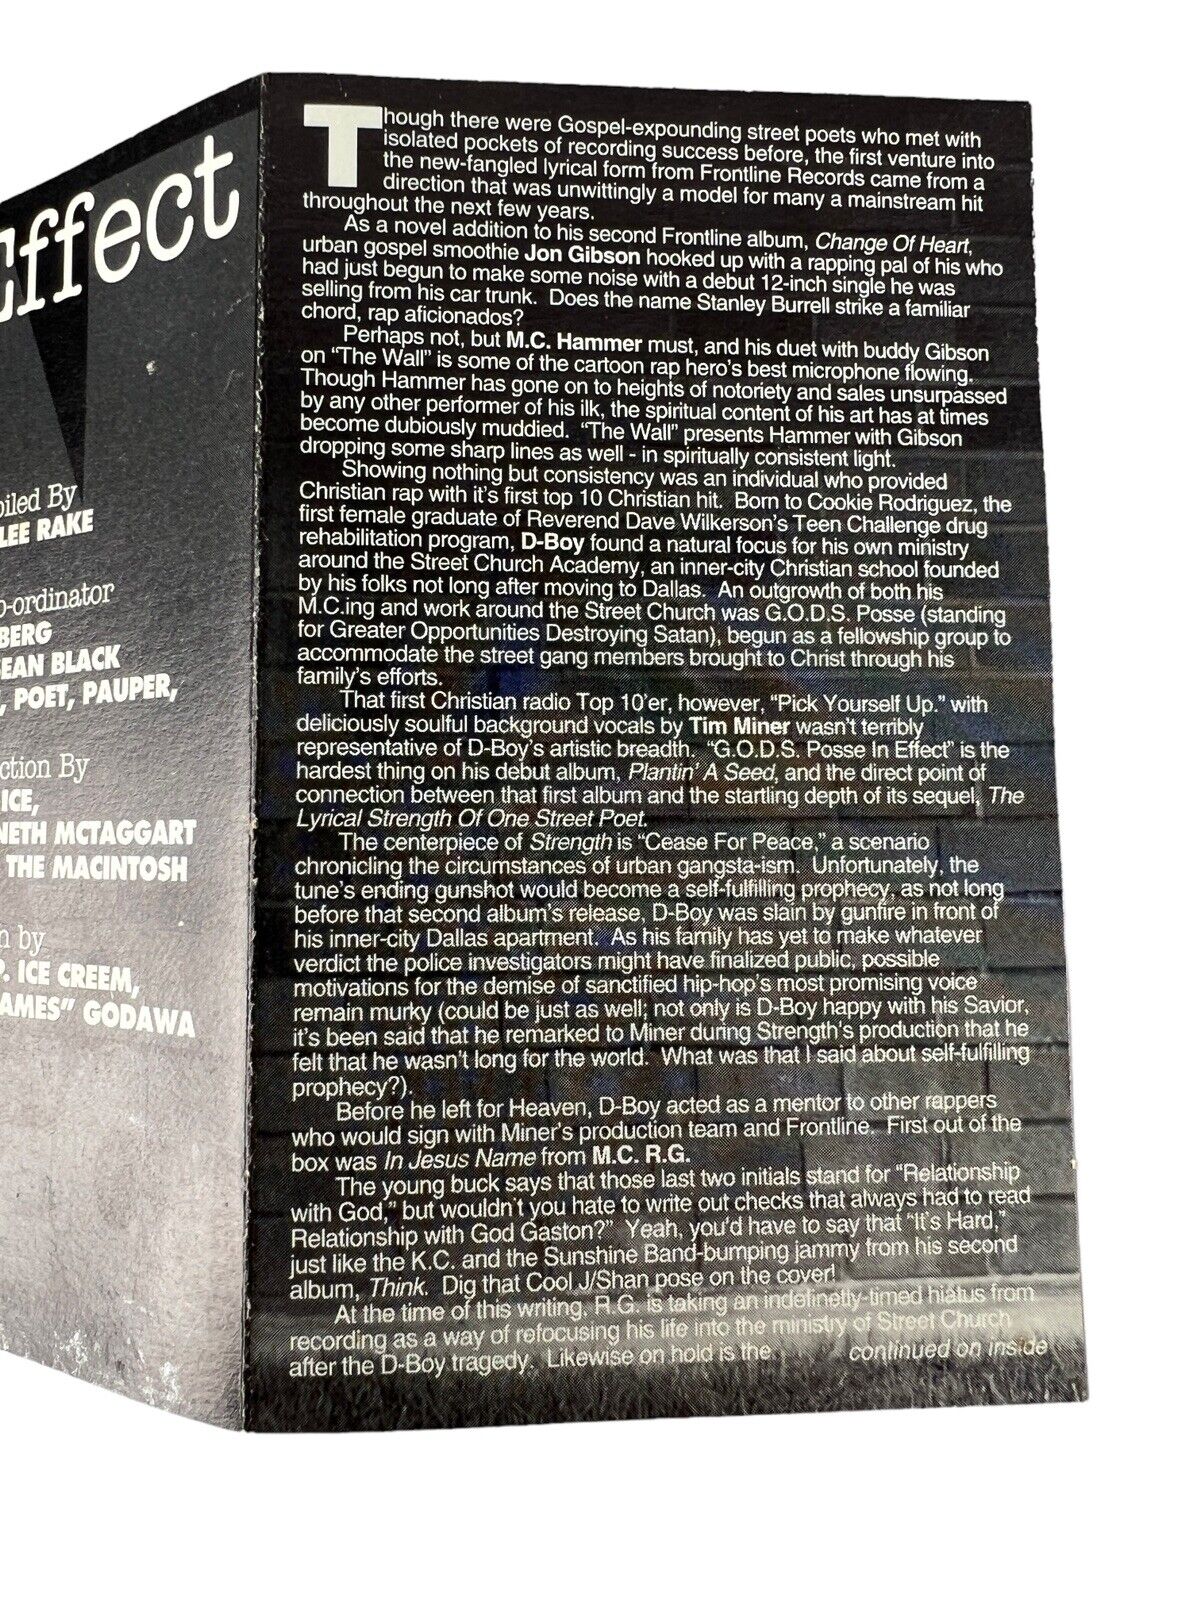 Effect
piled By
LEE RAKE
o-ordinator
BERG
SEAN BLACK
, POET, PAUPER,
ction By
ICE,
NETH MCTAGGART
THE MACINTOSH
n by
P. ICE CREEM,
AMES" GODAWA
Though there were Gospel-expounding street poets who met with
isolated pockets of recording success before, the first venture into
the new-fangled lyrical form from Frontline Records came from a
direction that was unwittingly a model for many a mainstream hit
throughout the next few years.
As a novel addition to his second Frontline album, Change Of Heart,
urban gospel smoothie Jon Gibson hooked up with a rapping pal of his who
had just begun to make some noise with a debut 12-inch single he was
selling from his car trunk. Does the name Stanley Burrell strike a familiar
chord, rap aficionados?
Perhaps not, but M.C. Hammer must, and his duet with buddy Gibson
on "The Wall" is some of the cartoon rap hero's best microphone flowing.
Though Hammer has gone on to heights of notoriety and sales unsurpassed
by any other performer of his ilk, the spiritual content of his art has at times
become dubiously muddied. "The Wall" presents Hammer with Gibson
dropping some sharp lines as well - in spiritually consistent light.
Showing nothing but consistency was an individual who provided
Christian rap with it's first top 10 Christian hit. Born to Cookie Rodriguez, the
first female graduate of Reverend Dave Wilkerson's Teen Challenge drug
rehabilitation program, D-Boy found a natural focus for his own ministry
around the Street Church Academy, an inner-city Christian school founded
by his folks not long after moving to Dallas. An outgrowth of both his
M.C.ing and work around the Street Church was G.O.D.S. Posse (standing
for Greater Opportunities Destroying Satan), begun as a fellowship group to
accommodate the street gang members brought to Christ through his
family's efforts.
That first Christian radio Top 10'er, however, "Pick Yourself Up." with
deliciously soulful background vocals by Tim Miner wasn't terribly
representative of D-Boy's artistic breadth. "G.O.D.S. Posse In Effect" is the
hardest thing on his debut album, Plantin' A Seed, and the direct point of
connection between that first album and the startling depth of its sequel, The
Lyrical Strength Of One Street Poet.
The centerpiece of Strength is "Cease For Peace," a scenario
chronicling the circumstances of urban gangsta-ism. Unfortunately, the
tune's ending gunshot would become a self-fulfilling prophecy, as not long
before that second album's release, D-Boy was slain by gunfire in front of
his inner-city Dallas apartment. As his family has yet to make whatever
verdict the police investigators might have finalized public, possible
motivations for the demise of sanctified hip-hop's most promising voice
remain murky (could be just as well; not only is D-Boy happy with his Savior,
it's been said that he remarked to Miner during Strength's production that he
felt that he wasn't long for the world. What was that I said about self-fulfilling
prophecy?).
Before he left for Heaven, D-Boy acted as a mentor to other rappers
who would sign with Miner's production team and Frontline. First out of the
box was In Jesus Name from M.C. R.G.
The young buck says that those last two initials stand for "Relationship
with God," but wouldn't you hate to write out checks that always had to read
Relationship with God Gaston?" Yeah, you'd have to say that "It's Hard,"
just like the K.C. and the Sunshine Band-bumping jammy from his second
album, Think. Dig that Cool J/Shan pose on the cover!
At the time of this writing, R.G. is taking an indefinetly-timed hiatus from
recording as a way of refocusing his life into the ministry of Street Church
after the D-Boy tragedy. Likewise on hold is the continued on inside